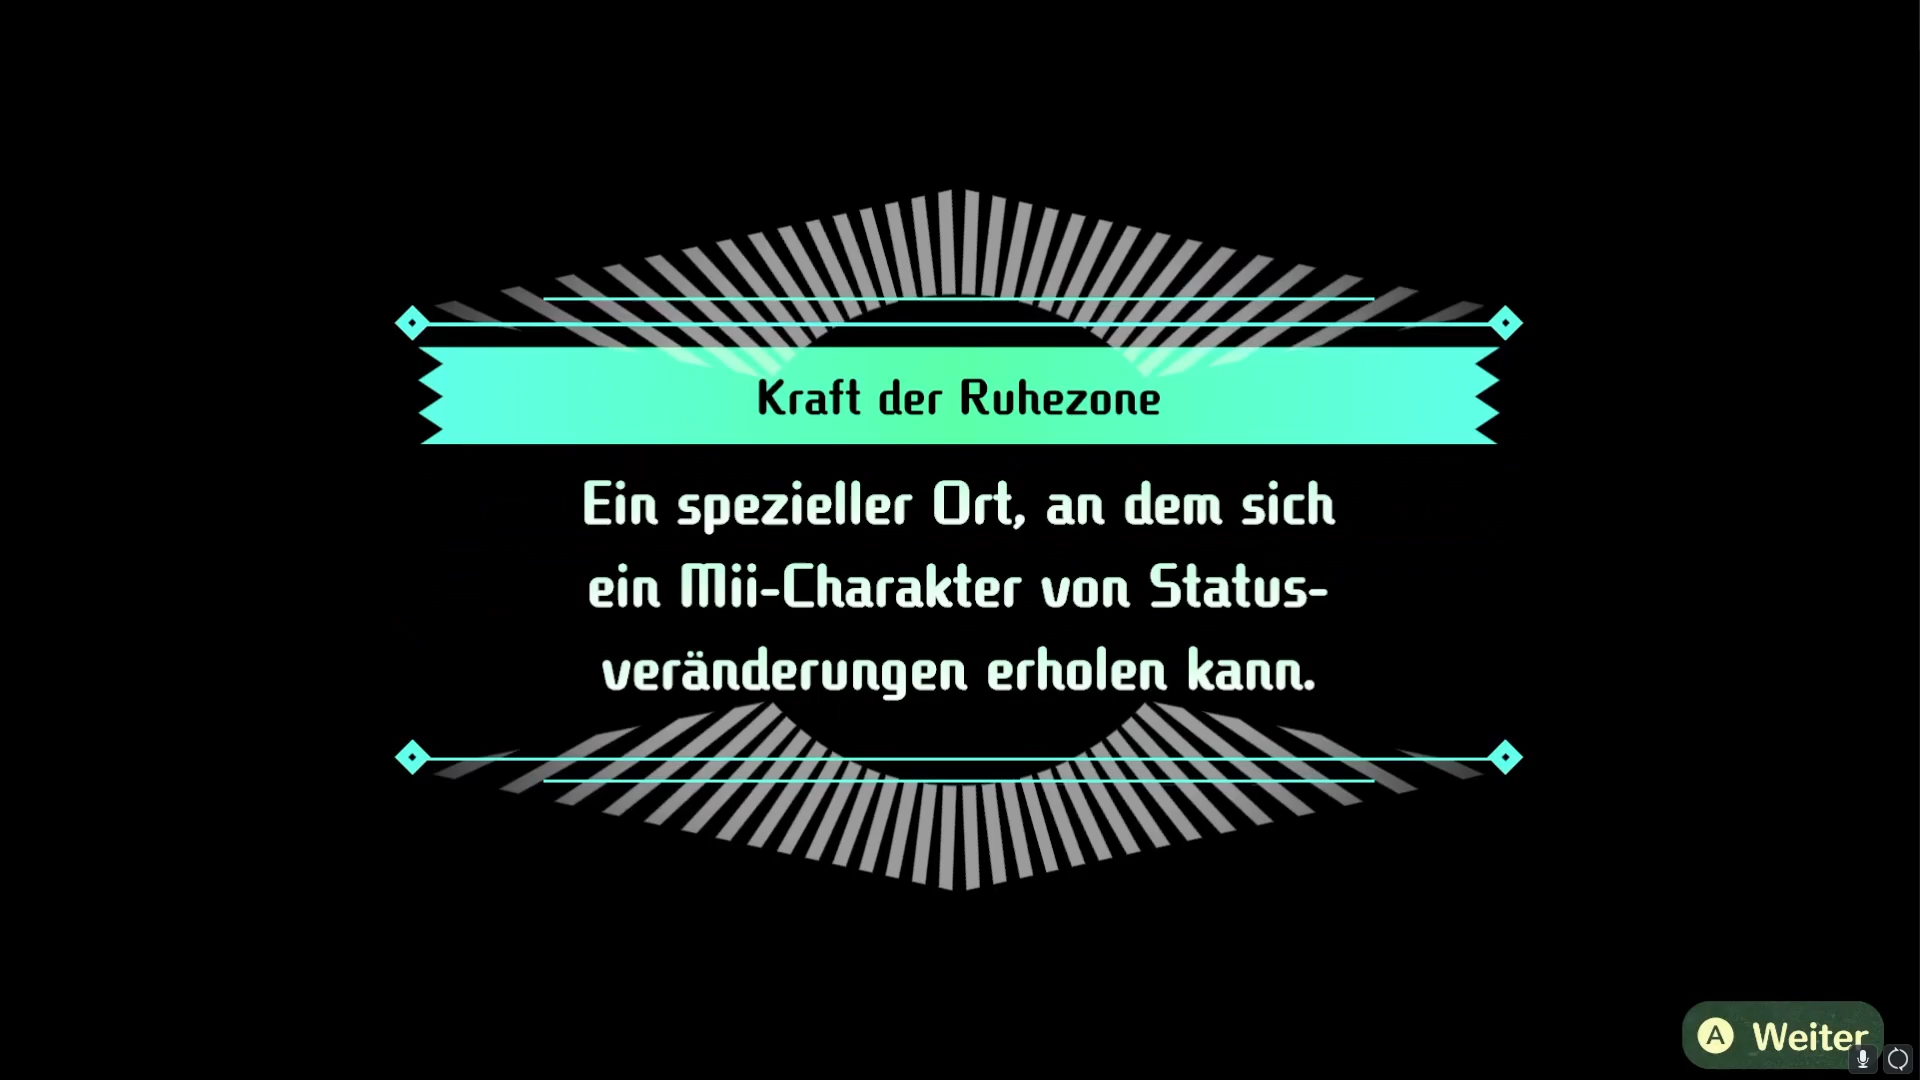 Kraft der Ruhezone
Ein spezieller Ort, an dem sich
ein Mii-Charakter von Status-
veränderungen erholen kann.
A Weiter